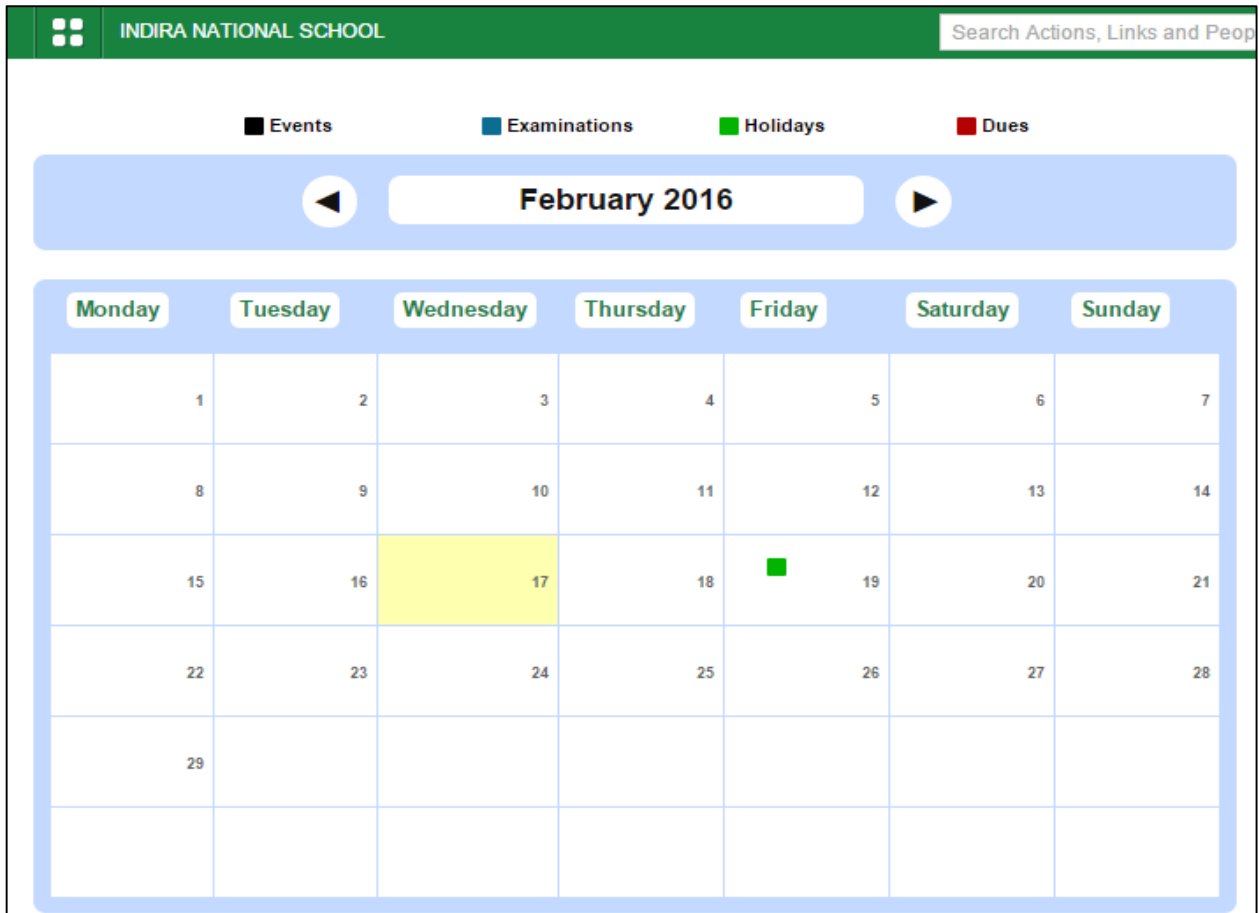 INDIRA NATIONAL SCHOOL
Search Actions, Links and Peop
Events Examinations Holidays Dues
February 2016
Monday Tuesday Wednesday Thursday Friday Saturday Sunday
1 2 3 4 5 6 7
8 9 10 11 12 13 14
15 16 17 18 19 20 21
22 23 24 25 26 27 28
29